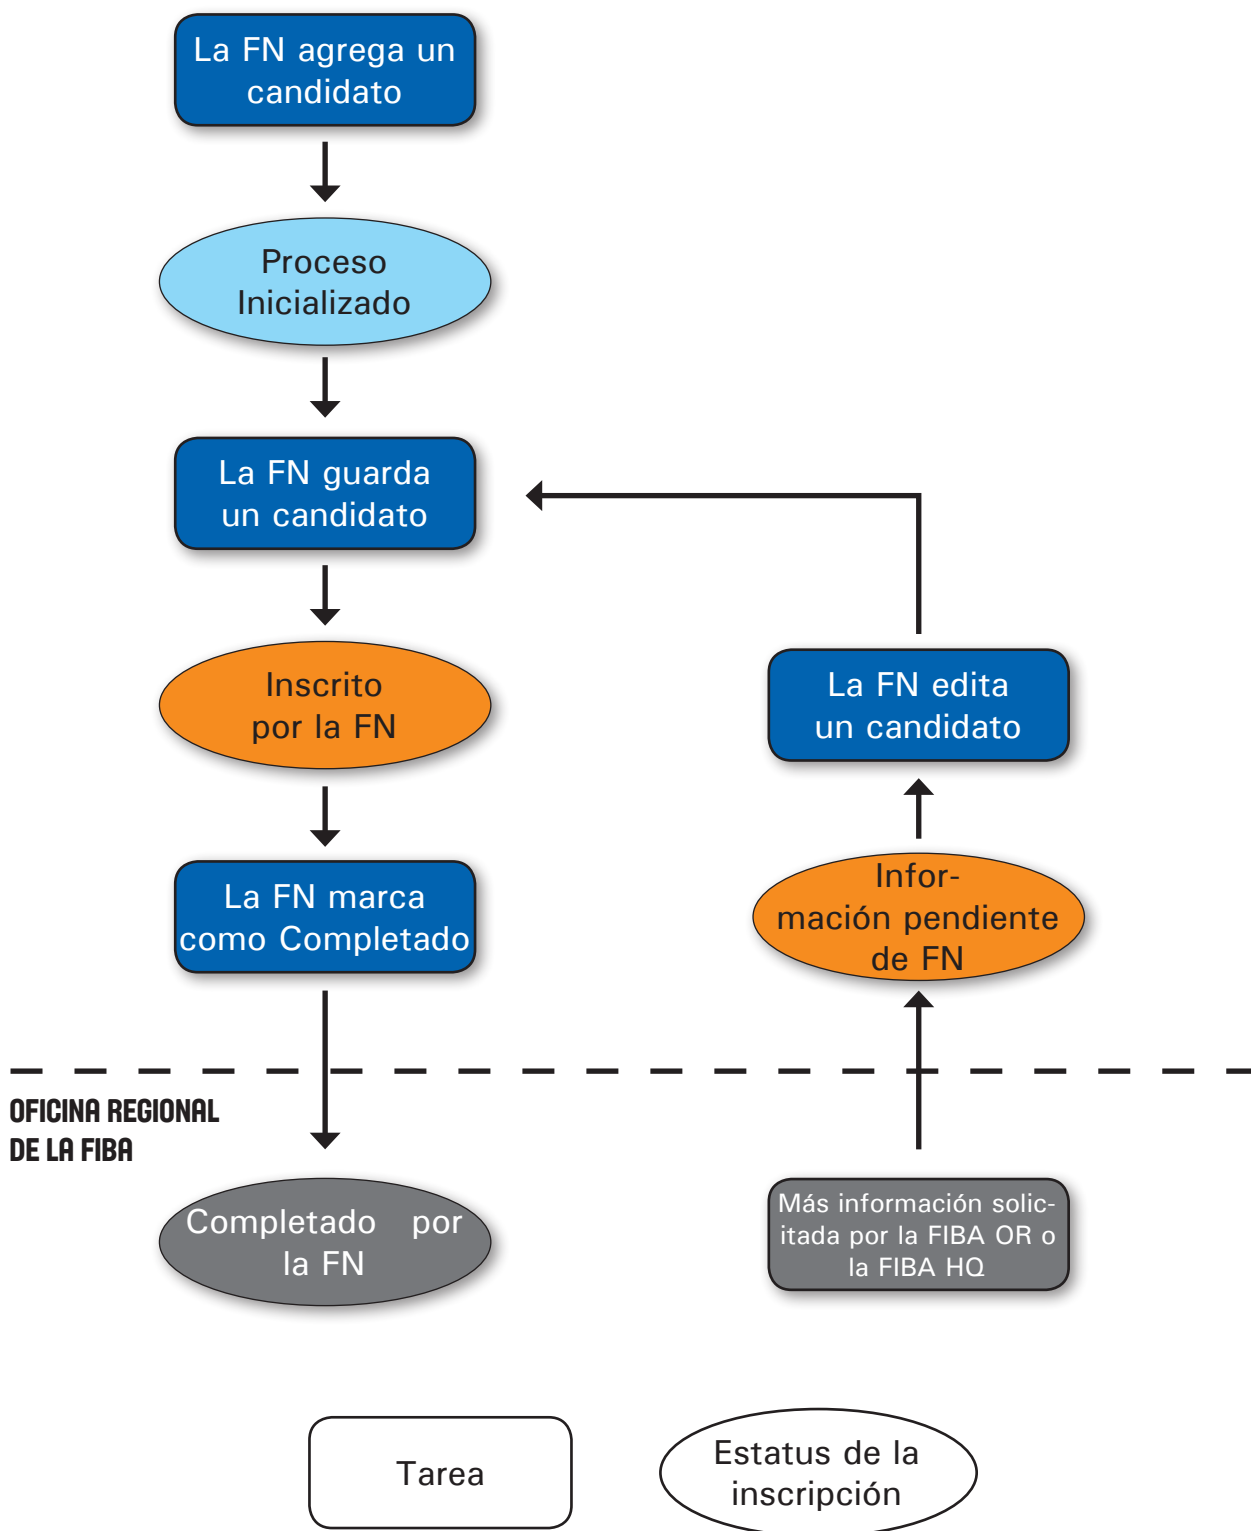 La FN agrega un
candidato
Proceso
Inicializado
La FN guarda
un candidato
Inscrito
por la FN
La FN edita
un candidato
La FN marca
como Completado
Infor-
mación pendiente
de FN
OFICINA REGIONAL
DE LA FIBA
Completado por
la FN
Más información solic-
itada por la FIBA OR o
la FIBA HQ
Tarea
Estatus de la
inscripción